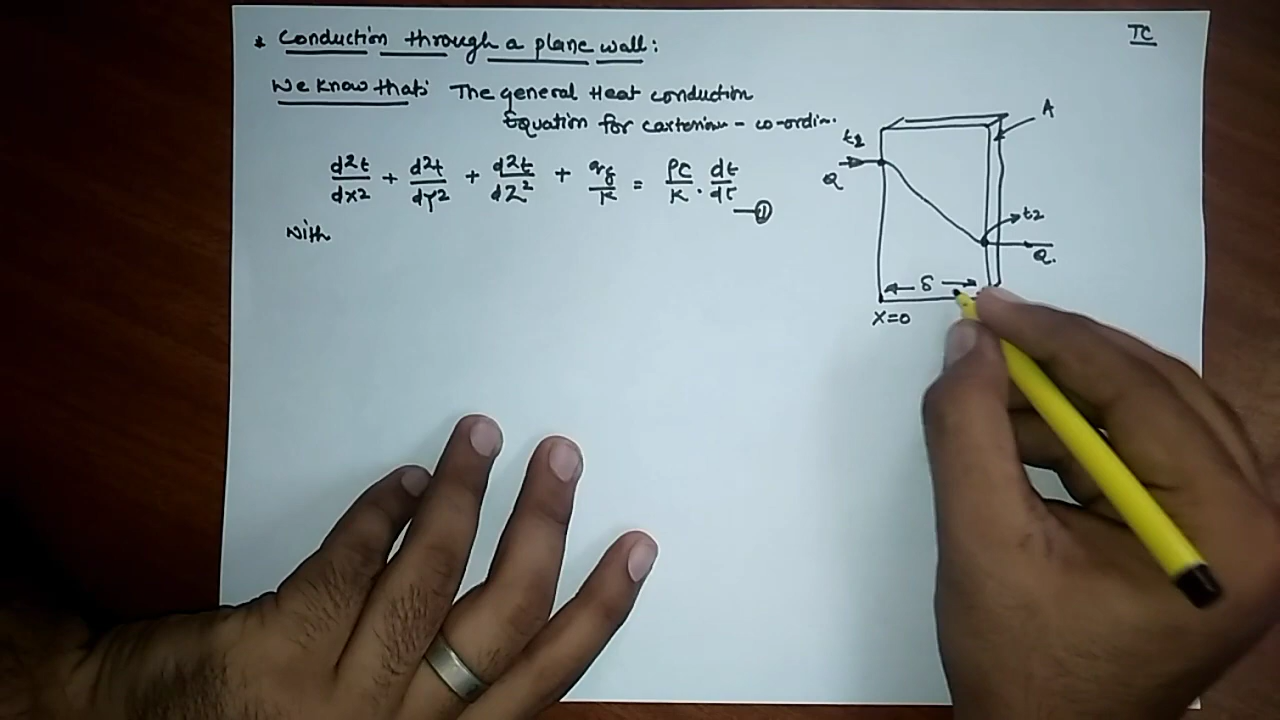 TC
* Conduction through a plane wall:
We know that: The general Heat conduction
Equation for cartesian - co-ordin.
d2t/dx2 + d2t/dy2 + d2t/dz² + qg/k = ρc/k . dt/dτ —①
With
A
t1
Q
t2
Q.
δ
X=0